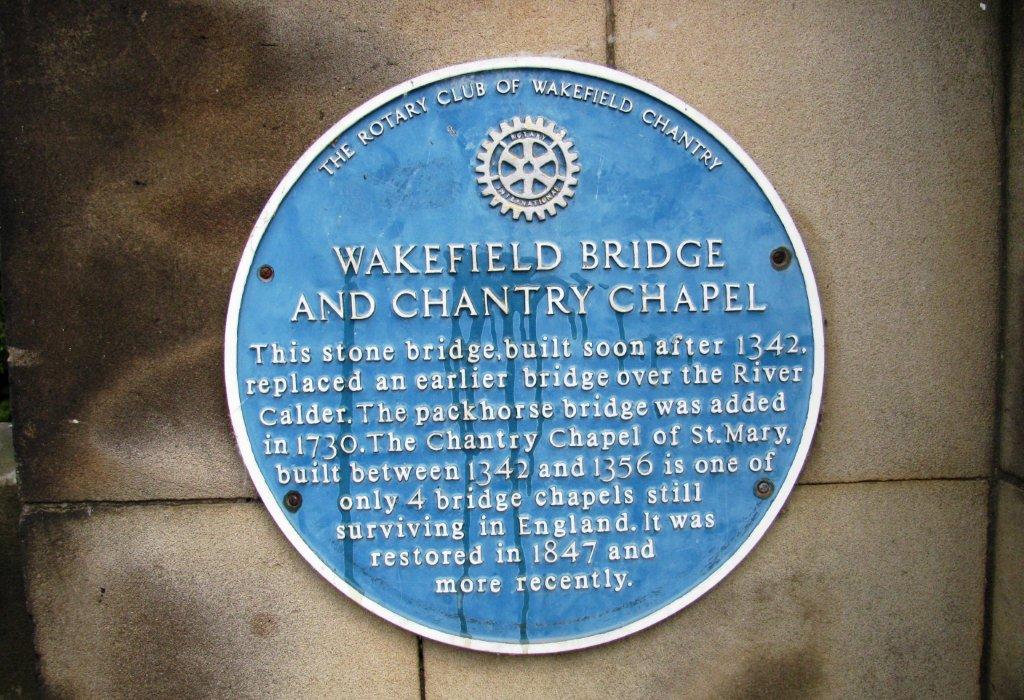 THE ROTARY CLUB OF WAKEFIELD CHANTRY
ROTARY
INTERNATIONAL
WAKEFIELD BRIDGE
AND CHANTRY CHAPEL
This stone bridge, built soon after 1342,
replaced an earlier bridge over the River
Calder. The packhorse bridge was added
in 1730. The Chantry Chapel of St. Mary,
built between 1342 and 1356 is one of
only 4 bridge chapels still
surviving in England. It was
restored in 1847 and
more recently.